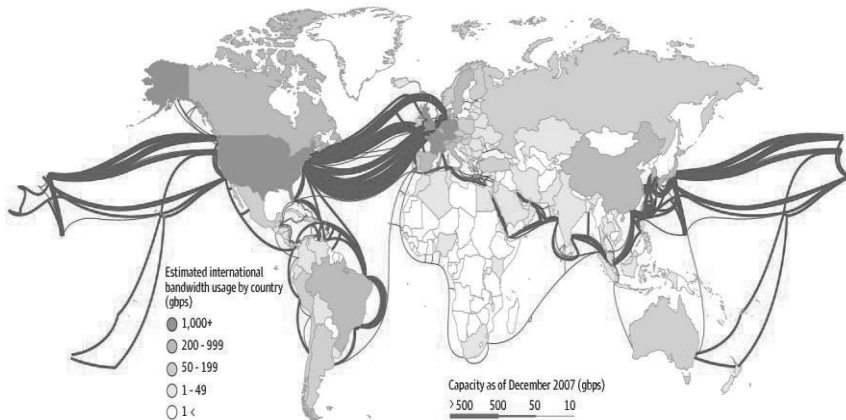 Estimated international
bandwidth usage by country
(gbps)
1,000+
200 - 999
50 - 199
1 - 49
1 <
Capacity as of December 2007 (gbps)
> 500 500 50 10